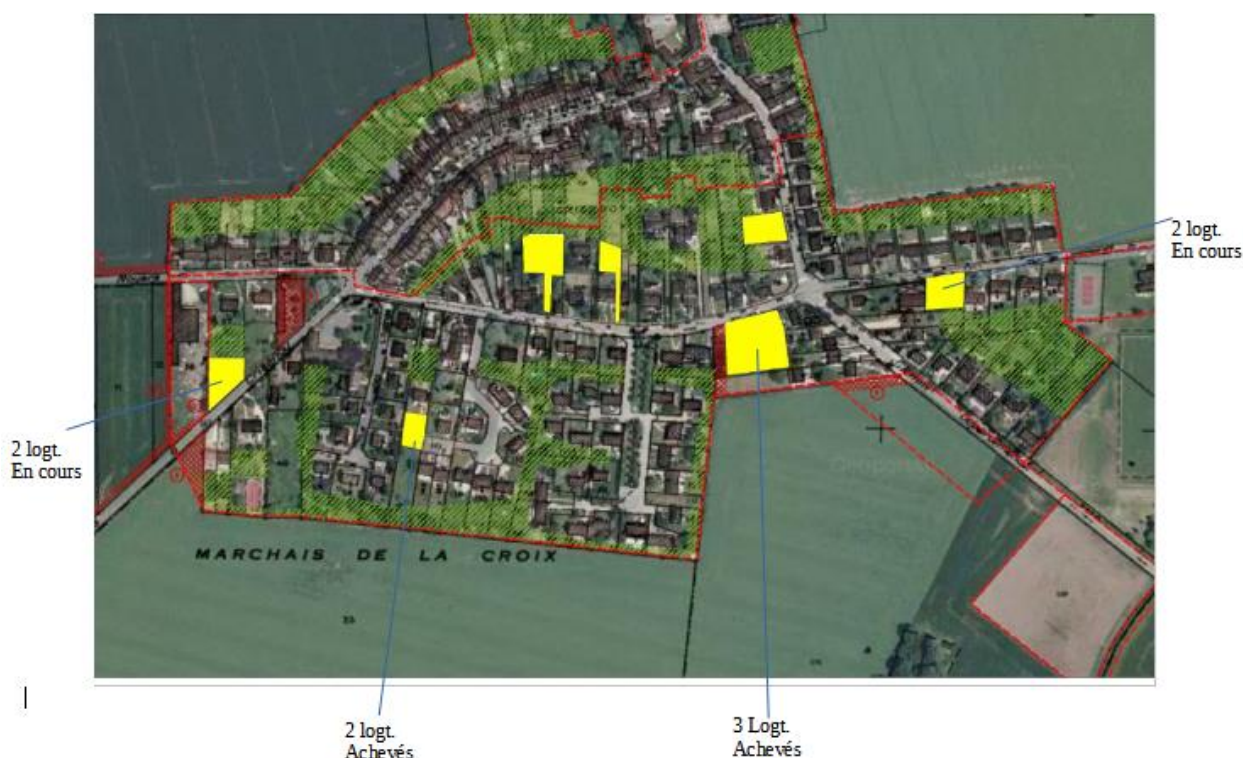 2 logt.
En cours
2 logt.
En cours
MARCHAIS DE LA CROIX
2 logt.
Achevés
3 Logt.
Achevés